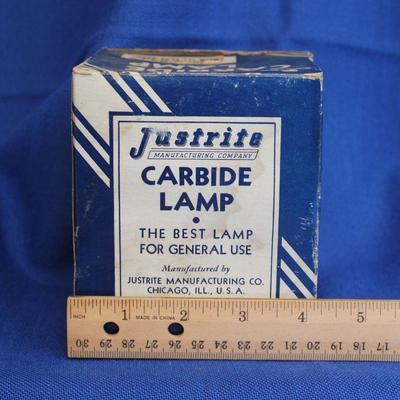 Justrite
MANUFACTURING COMPANY
CARBIDE
LAMP
•
THE BEST LAMP
FOR GENERAL USE
Manufactured by
JUSTRITE MANUFACTURING CO.
CHICAGO, ILL., U. S. A.
INCH 1 MADE IN CHINA 2 3 4 5
30 29 28 27 26 25 24 23 22 21 20 19 18 17